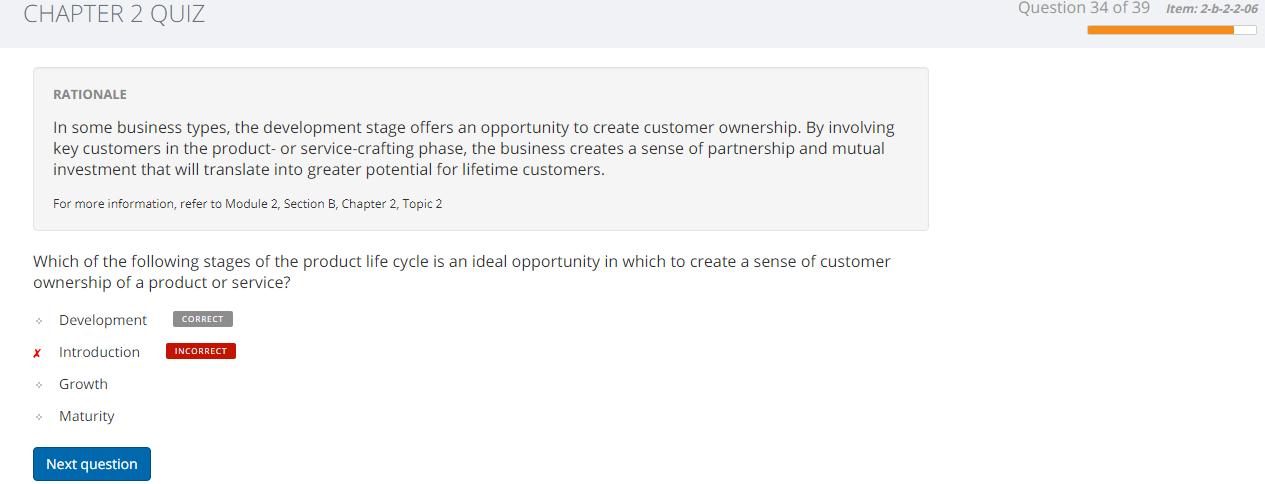 CHAPTER 2 QUIZ
Question 34 of 39 Item: 2-b-2-2-06
RATIONALE
In some business types, the development stage offers an opportunity to create customer ownership. By involving
key customers in the product- or service-crafting phase, the business creates a sense of partnership and mutual
investment that will translate into greater potential for lifetime customers.
For more information, refer to Module 2, Section B, Chapter 2, Topic 2
Which of the following stages of the product life cycle is an ideal opportunity in which to create a sense of customer
ownership of a product or service?
Development CORRECT
✗ Introduction INCORRECT
Growth
Maturity
Next question